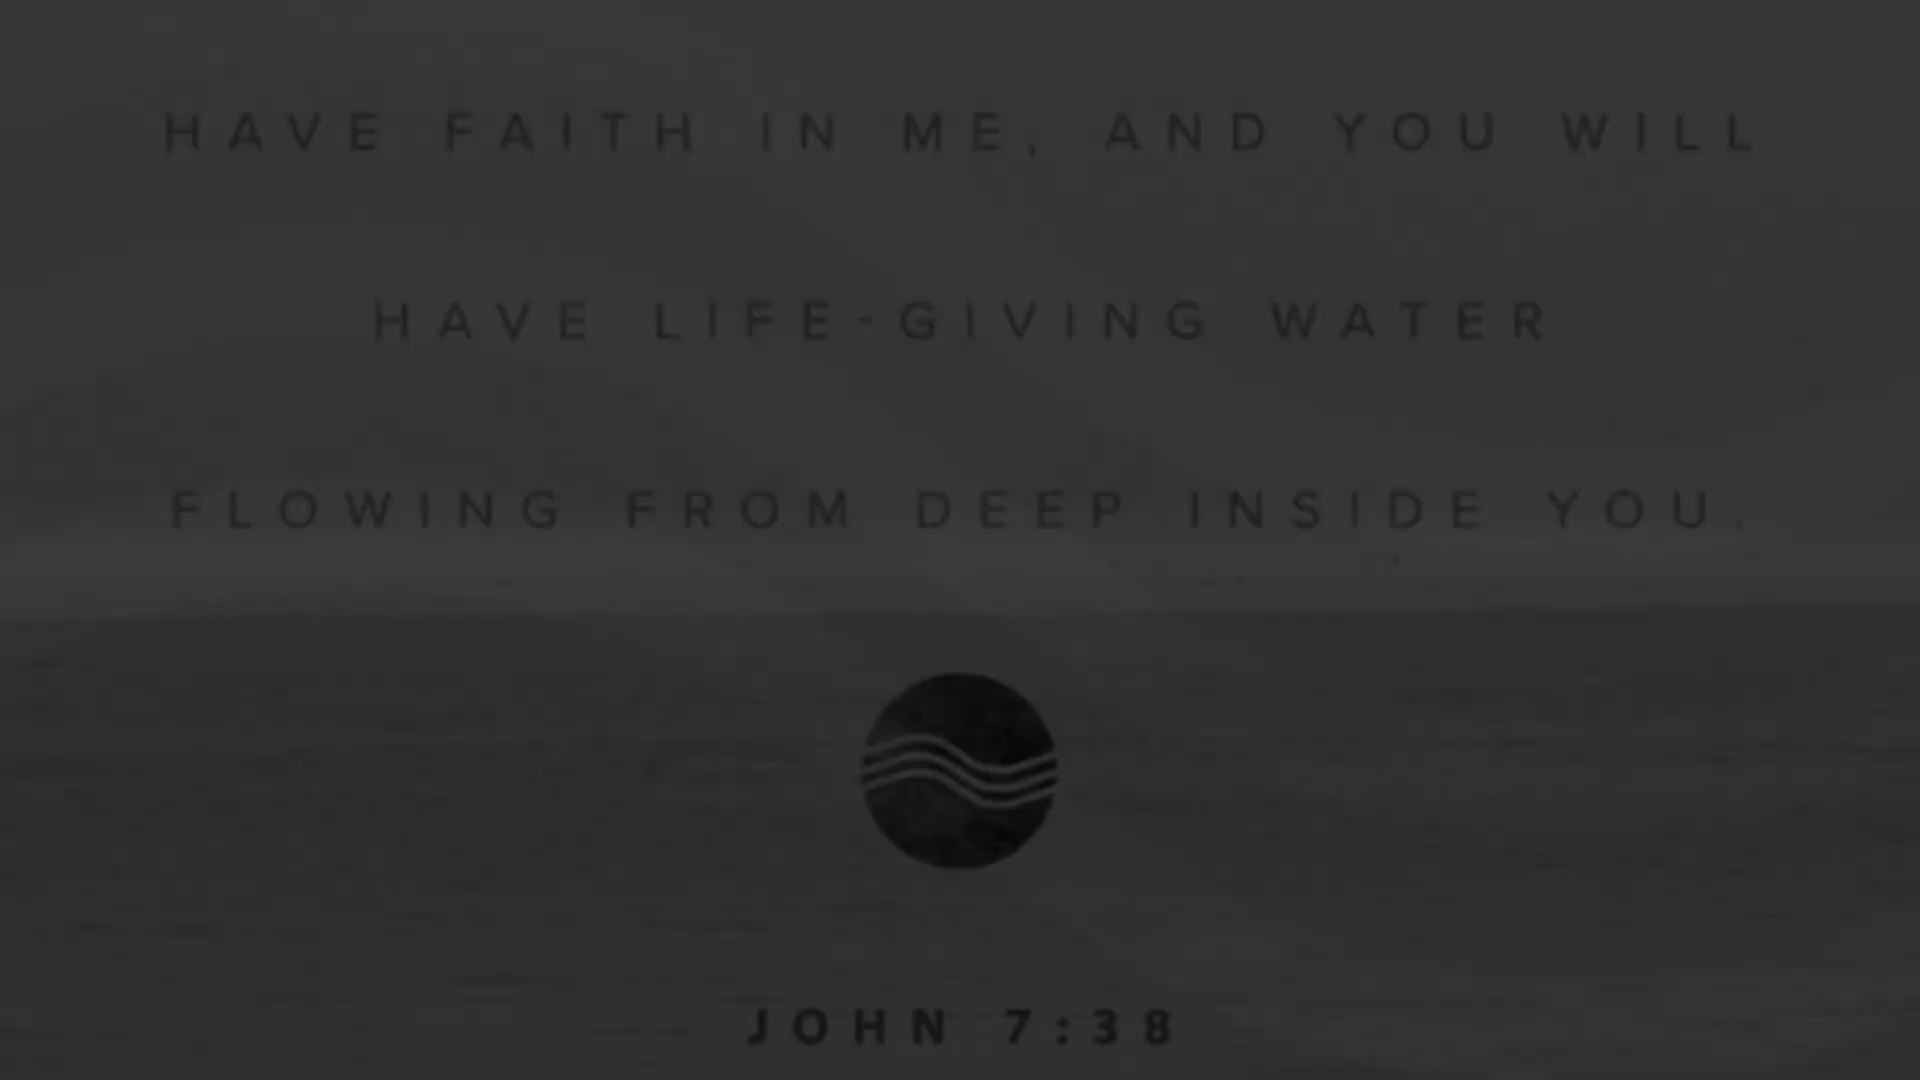 HAVE FAITH IN ME, AND YOU WILL
HAVE LIFE-GIVING WATER
FLOWING FROM DEEP INSIDE YOU.
JOHN 7:38